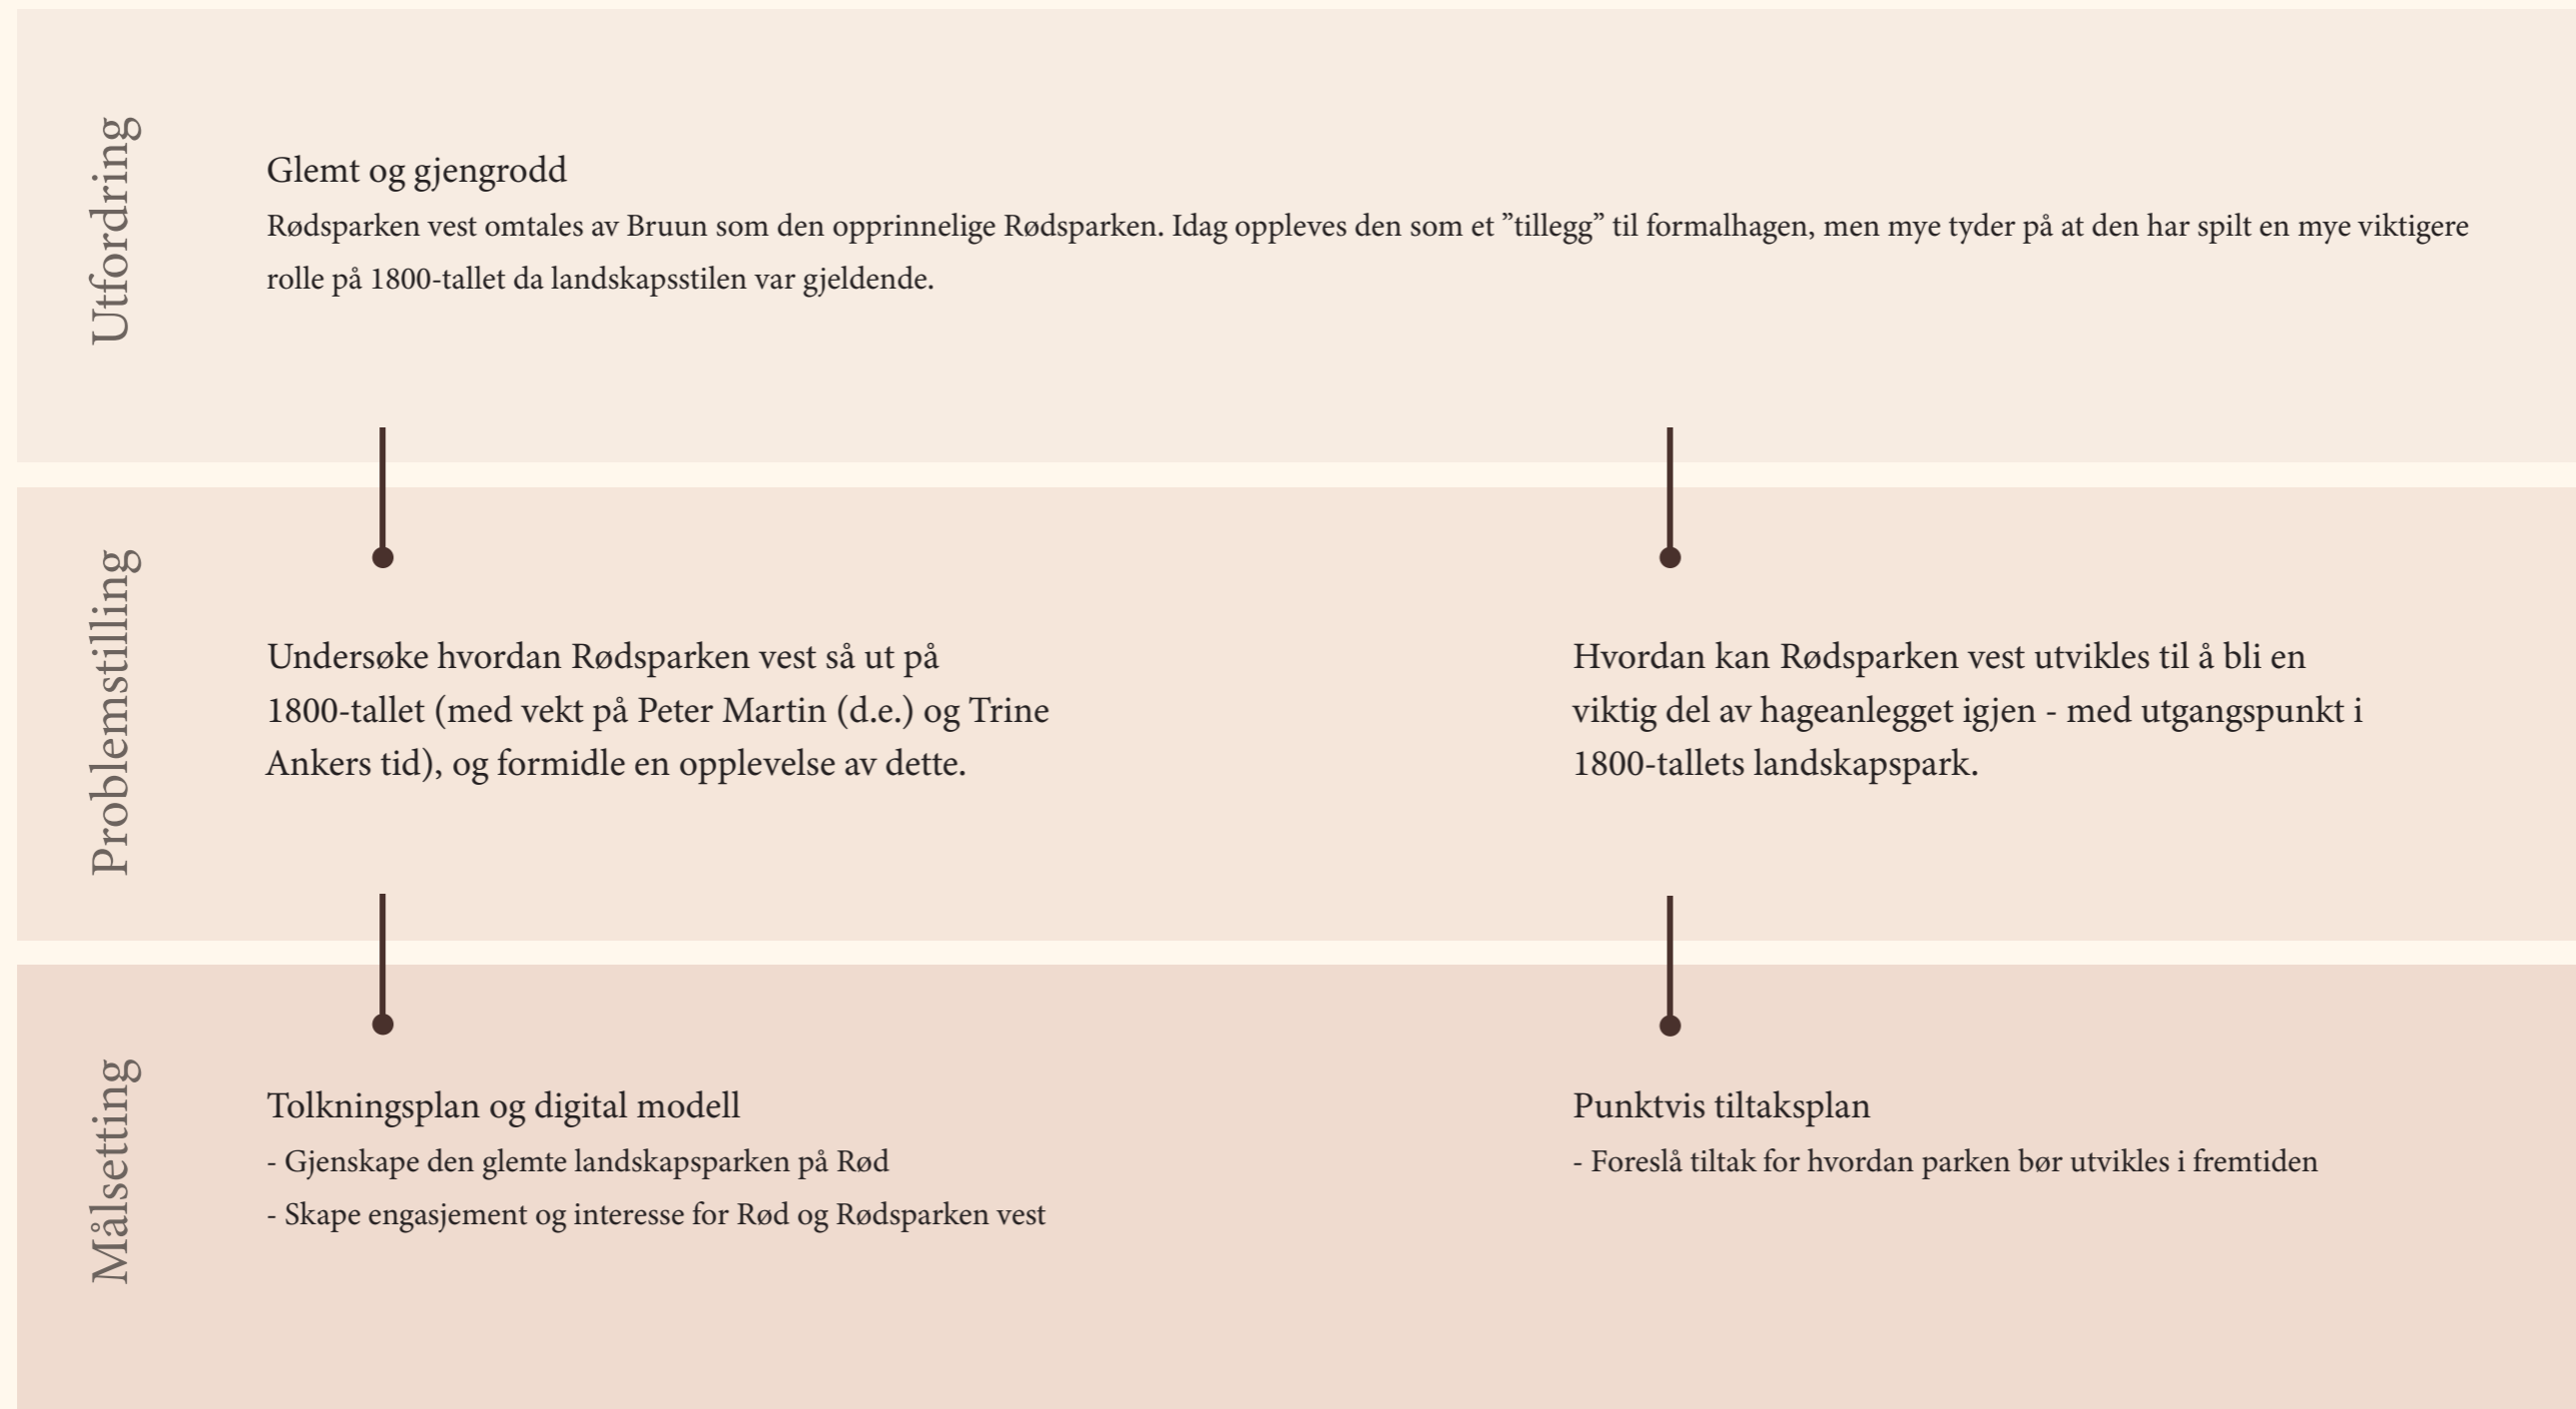 Utfordring
Glemt og gjengrodd
Rødsparken vest omtales av Bruun som den opprinnelige Rødsparken. Idag oppleves den som et ”tillegg” til formalhagen, men mye tyder på at den har spilt en mye viktigere
rolle på 1800-tallet da landskapsstilen var gjeldende.
Problemstilling
Undersøke hvordan Rødsparken vest så ut på
1800-tallet (med vekt på Peter Martin (d.e.) og Trine
Ankers tid), og formidle en opplevelse av dette.
Hvordan kan Rødsparken vest utvikles til å bli en
viktig del av hageanlegget igjen - med utgangspunkt i
1800-tallets landskapspark.
Målsetting
Tolkningsplan og digital modell
- Gjenskape den glemte landskapsparken på Rød
- Skape engasjement og interesse for Rød og Rødsparken vest
Punktvis tiltaksplan
- Foreslå tiltak for hvordan parken bør utvikles i fremtiden